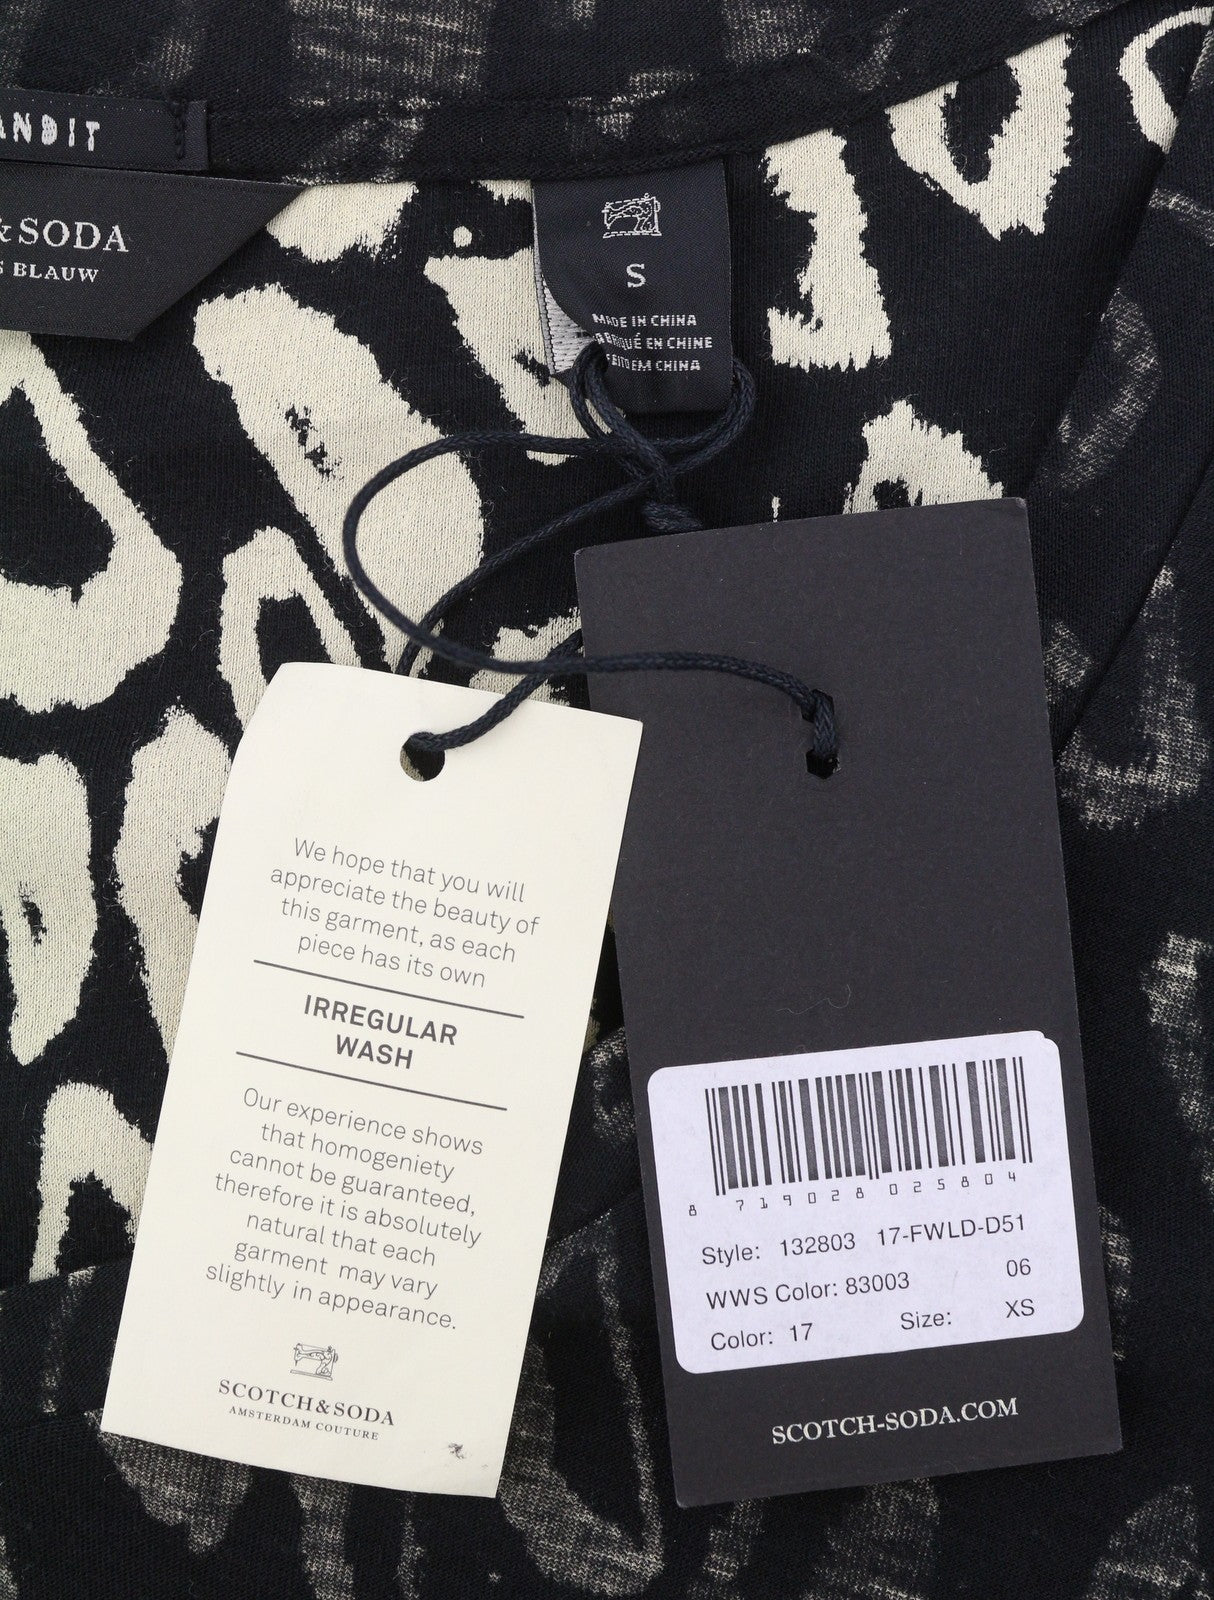 & SODA
BLAUW
S
MADE IN CHINA
FABRIQUÉ EN CHINE
FEITO EM CHINA
We hope that you will
appreciate the beauty of
this garment, as each
piece has its own
IRREGULAR
WASH
Our experience shows
that homogeniety
cannot be guaranteed,
therefore it is absolutely
natural that each
garment may vary
slightly in appearance.
SCOTCH&SODA
AMSTERDAM COUTURE
8 719028 025804
Style: 132803 17-FWLD-D51
WWS Color: 83003 06
Color: 17 Size: XS
SCOTCH-SODA.COM